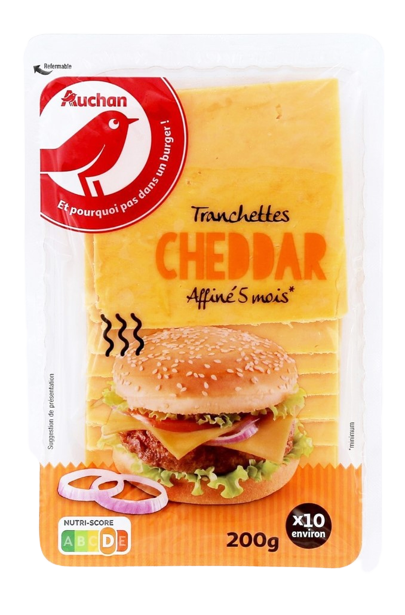 Refermable
Auchan
Et pourquoi pas dans un burger !
Tranchettes
CHEDDAR
Affiné 5 mois*
Suggestion de présentation
*minimum
NUTRI-SCORE
A B C D E
200g
x10
environ